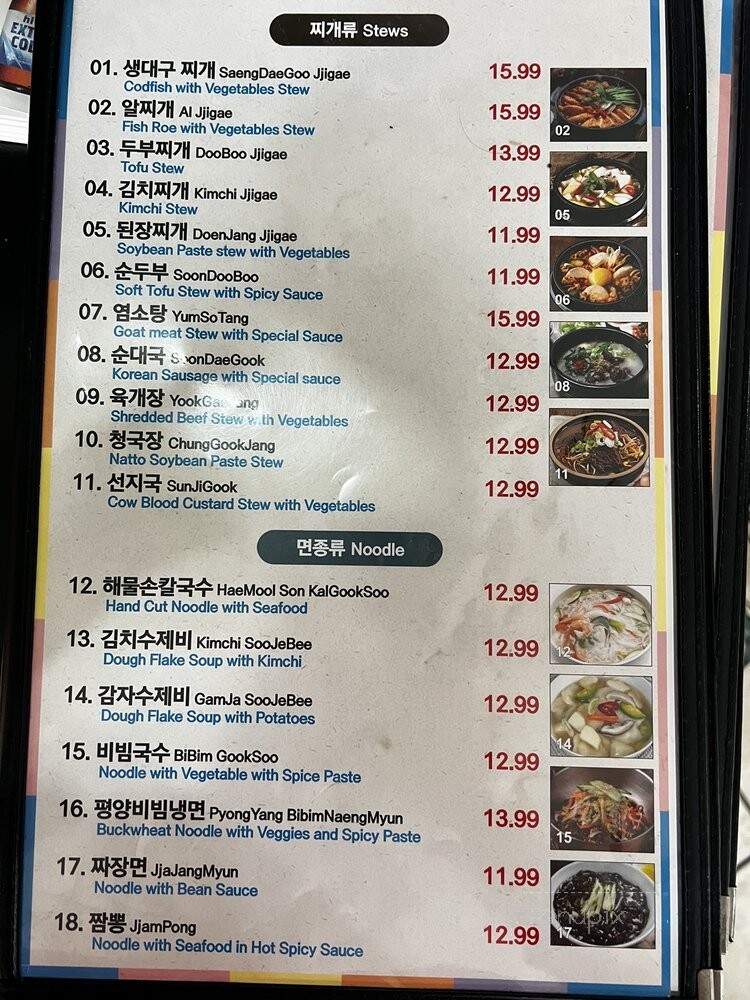 hi
EXT
CO
찌개류 Stews
01. 생대구 찌개 SaengDaeGoo Jjigae 15.99
Codfish with Vegetables Stew
02. 알찌개 Al Jjigae 15.99
Fish Roe with Vegetables Stew
02
03. 두부찌개 DooBoo Jjigae 13.99
Tofu Stew
04. 김치찌개 Kimchi Jjigae 12.99
Kimchi Stew
05
05. 된장찌개 DoenJang Jjigae 11.99
Soybean Paste stew with Vegetables
06. 순두부 SoonDooBoo 11.99
Soft Tofu Stew with Spicy Sauce
06
07. 염소탕 YumSoTang 15.99
Goat meat Stew with Special Sauce
08. 순대국 SoonDaeGook 12.99
Korean Sausage with Special sauce
08
09. 육개장 12.99
Shredded Beef Stew with Vegetables
10. 청국장 ChungGookJang 12.99
Natto Soybean Paste Stew
11
11. 선지국 SunJiGook 12.99
Cow Blood Custard Stew with Vegetables
면종류 Noodle
12. 해물손칼국수 HaeMool Son KalGookSoo 12.99
Hand Cut Noodle with Seafood
12
13. 김치수제비 Kimchi SooJeBee 12.99
Dough Flake Soup with Kimchi
14. 감자수제비 GamJa SooJeBee 12.99
Dough Flake Soup with Potatoes
14
15. 비빔국수 BiBim GookSoo 12.99
Noodle with Vegetable with Spice Paste
16. 평양비빔냉면 PyongYang BibimNaengMyun 13.99
Buckwheat Noodle with Veggies and Spicy Paste
15
17. 짜장면 JjaJangMyun 11.99
Noodle with Bean Sauce
18. 짬뽕 JjamPong 12.99
Noodle with Seafood in Hot Spicy Sauce
17